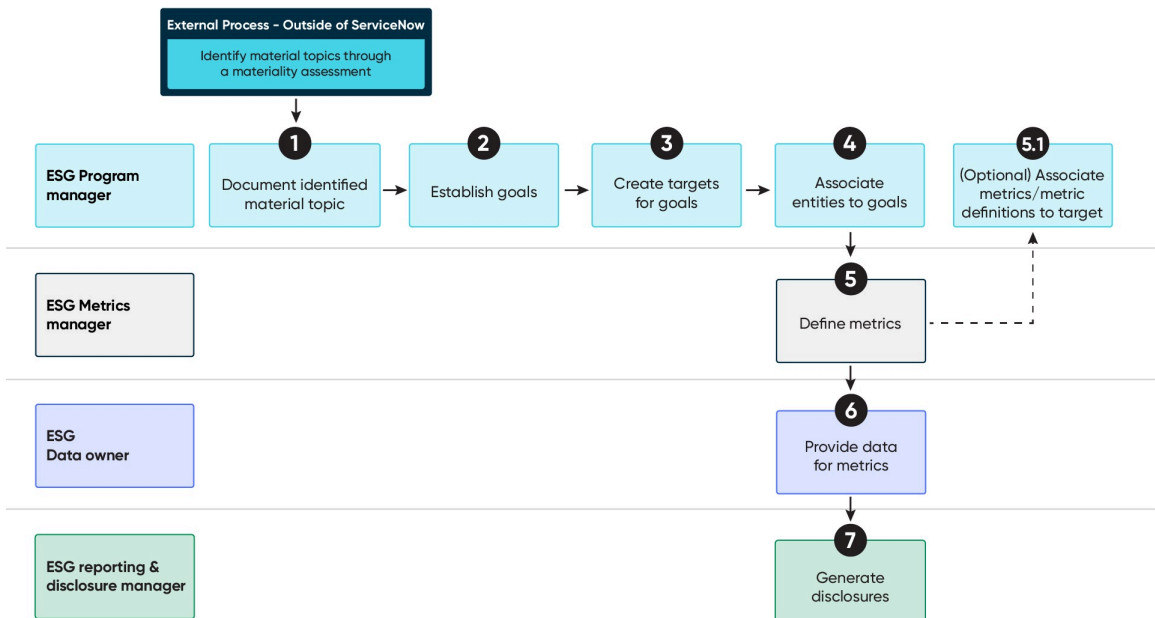 External Process - Outside of ServiceNow
Identify material topics through
a materiality assessment
1
2
3
4
5.1
ESG Program
manager
Document identified
material topic
Establish goals
Create targets
for goals
Associate
entities to goals
(Optional) Associate
metrics/metric
definitions to target
5
ESG Metrics
manager
Define metrics
6
ESG
Data owner
Provide data
for metrics
7
ESG reporting &
disclosure manager
Generate
disclosures